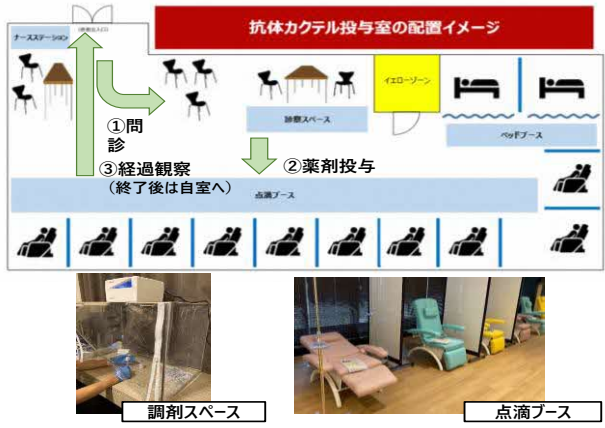 抗体カクテル投与室の配置イメージ
ナースステーション
イエローゾーン
診察スペース
ベッドブース
①問
診
②薬剤投与
③経過観察
(終了後は自室へ)
点滴ブース
調剤スペース
点滴ブース